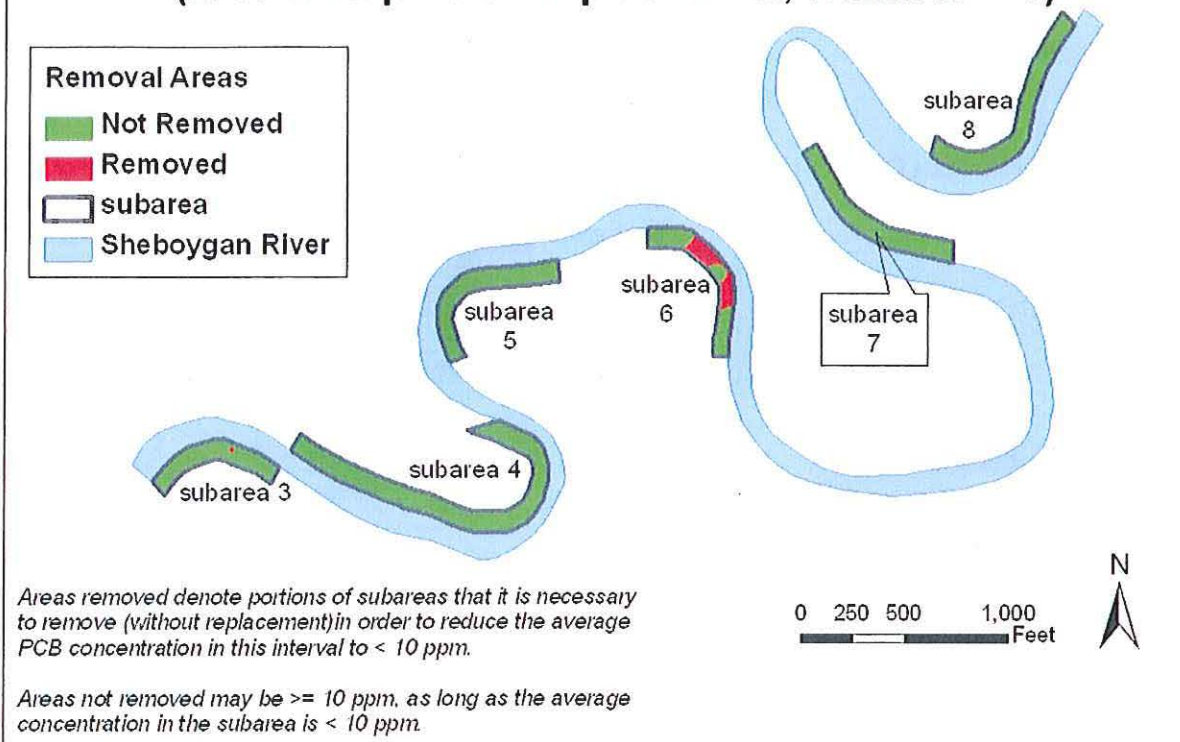 Removal Areas
Not Removed
Removed
subarea
Sheboygan River
subarea
8
subarea
7
subarea
6
subarea
5
subarea 4
subarea 3
N
0 250 500 1,000
Feet
Areas removed denote portions of subareas that it is necessary
to remove (without replacement)in order to reduce the average
PCB concentration in this interval to < 10 ppm.
Areas not removed may be >= 10 ppm, as long as the average
concentration in the subarea is < 10 ppm.